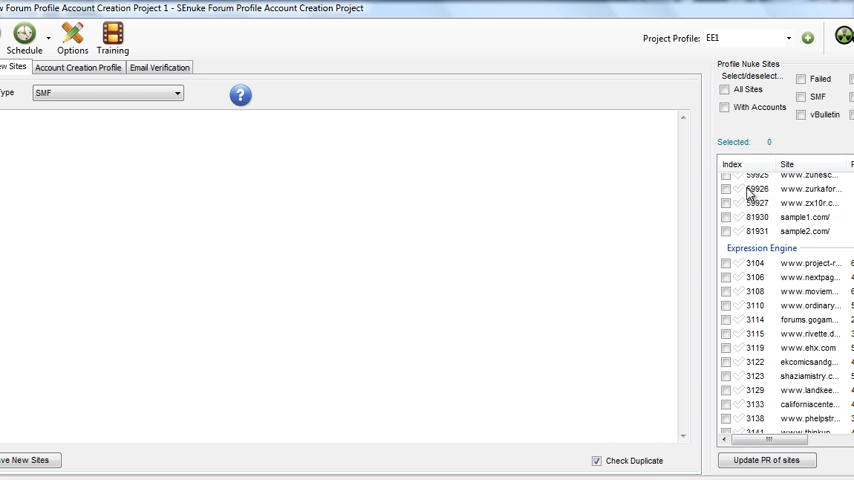 w Forum Profile Account Creation Project 1 - SEnuke Forum Profile Account Creation Project
Schedule
Options
Training
Project Profile:
EE1
w Sites
Account Creation Profile
Email Verification
ype
SMF
Profile Nuke Sites
Select/deselect...
All Sites
With Accounts
Failed
SMF
vBulletin
Selected: 0
Index Site
59925 www.zunesc...
59926 www.zurkafor...
59927 www.zx10r.c...
81930 sample1.com/
81931 sample2.com/
Expression Engine
3104 www.project-r...
3106 www.nextpag...
3108 www.moviem...
3110 www.ordinary...
3114 forums.gogam...
3115 www.rivette.d...
3119 www.ehx.com
3122 ekcomicsandg...
3123 shaziamistry.c...
3129 www.landkee...
3133 californiacente...
3138 www.phelpstr...
3141 www.thinkup
ve New Sites
Check Duplicate
Update PR of sites